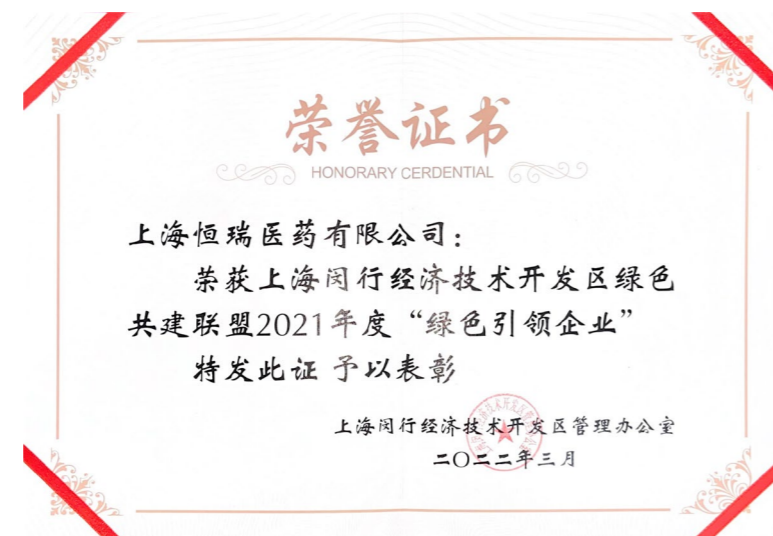 荣誉证书
HONORARY CERDENTIAL
上海恒瑞医药有限公司：
荣获上海闵行经济技术开发区绿色
共建联盟2021年度“绿色引领企业”
特发此证 予以表彰
上海闵行经济技术开发区管理办公室
二〇二二年三月